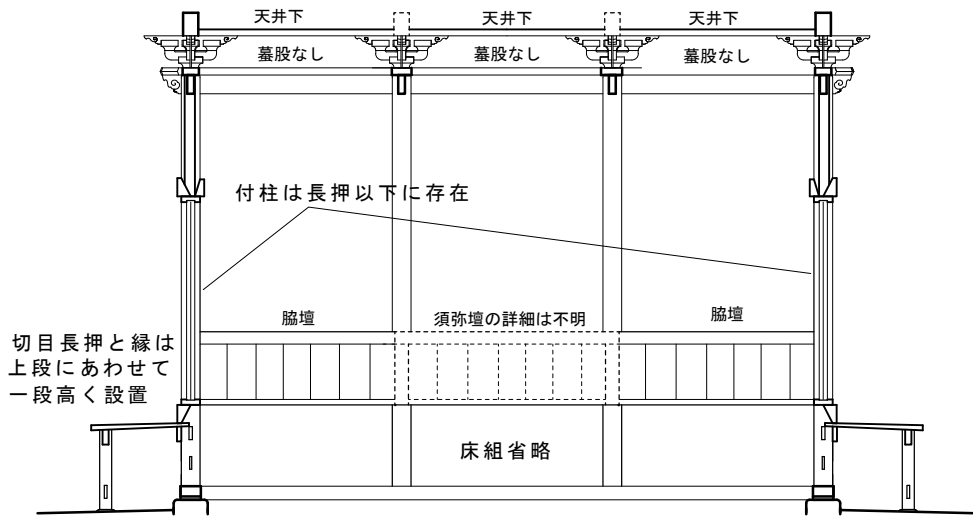 天井下
天井下
天井下
墓股なし
墓股なし
墓股なし
付柱は長押以下に存在
脇壇
須弥壇の詳細は不明
脇壇
切目長押と縁は
上段にあわせて
一段高く設置
床組省略